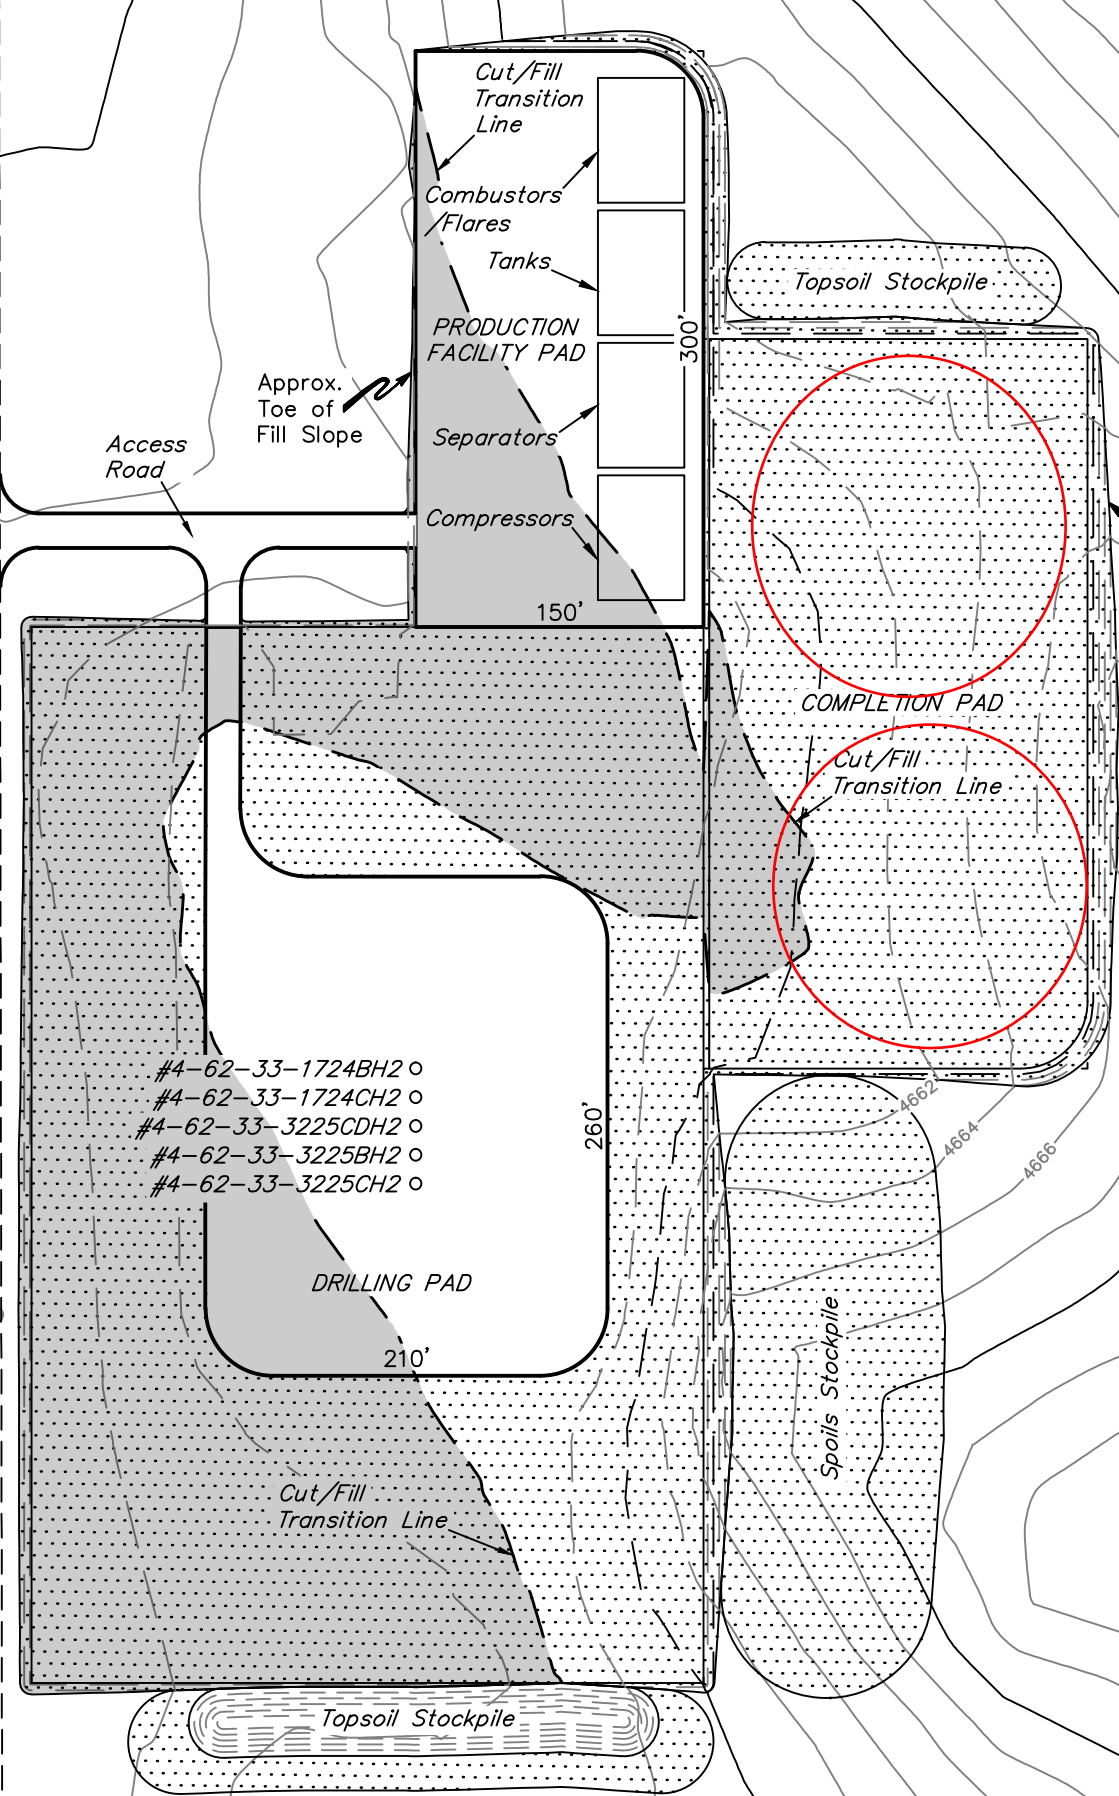 Cut/Fill
Transition
Line
Combustors
/Flares
Tanks
Topsoil Stockpile
PRODUCTION
FACILITY PAD
300'
Approx.
Toe of
Fill Slope
Access
Road
Separators
Compressors
150'
COMPLETION PAD
Cut/Fill
Transition Line
#4-62-33-1724BH2
#4-62-33-1724CH2
#4-62-33-3225CDH2
#4-62-33-3225BH2
#4-62-33-3225CH2
260'
4662
4664
4666
DRILLING PAD
210'
Spoils Stockpile
Cut/Fill
Transition Line
Topsoil Stockpile